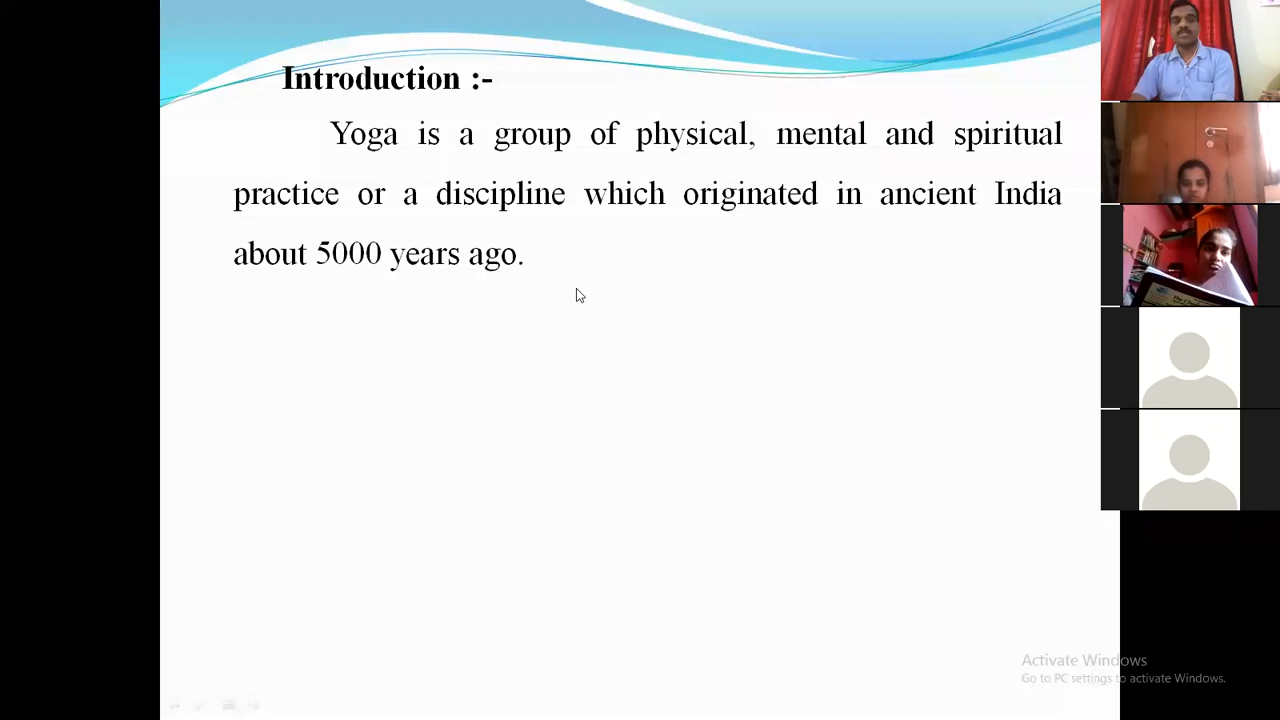 Introduction :-
Yoga is a group of physical, mental and spiritual
practice or a discipline which originated in ancient India
about 5000 years ago.
Activate Windows
Go to PC settings to activate Windows.